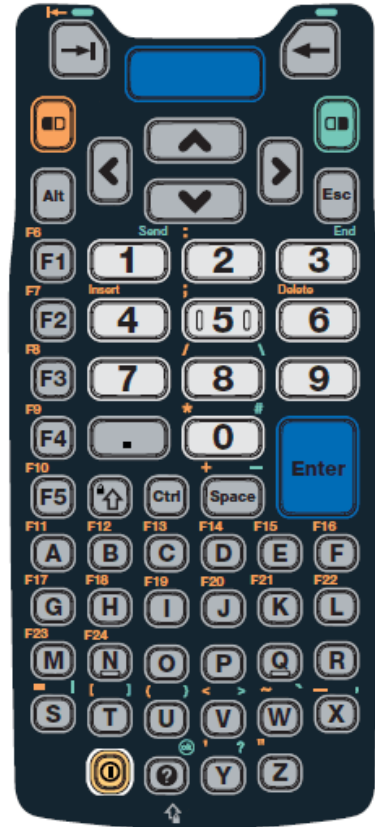 Alt Esc
F6 Send : End
F1 1 2 3
F7 Insert ; Delete
F2 4 5 6
F8 / \
F3 7 8 9
F9 * #
F4 . 0 Enter
F10 + −
F5 Ctrl Space
F11 F12 F13 F14 F15 F16
A B C D E F
F17 F18 F19 F20 F21 F22
G H I J K L
F23 F24
M N O P Q R
= | [ ] ( ) < > ~ ` _ ,
S T U V W X
ok ' ? "
? Y Z